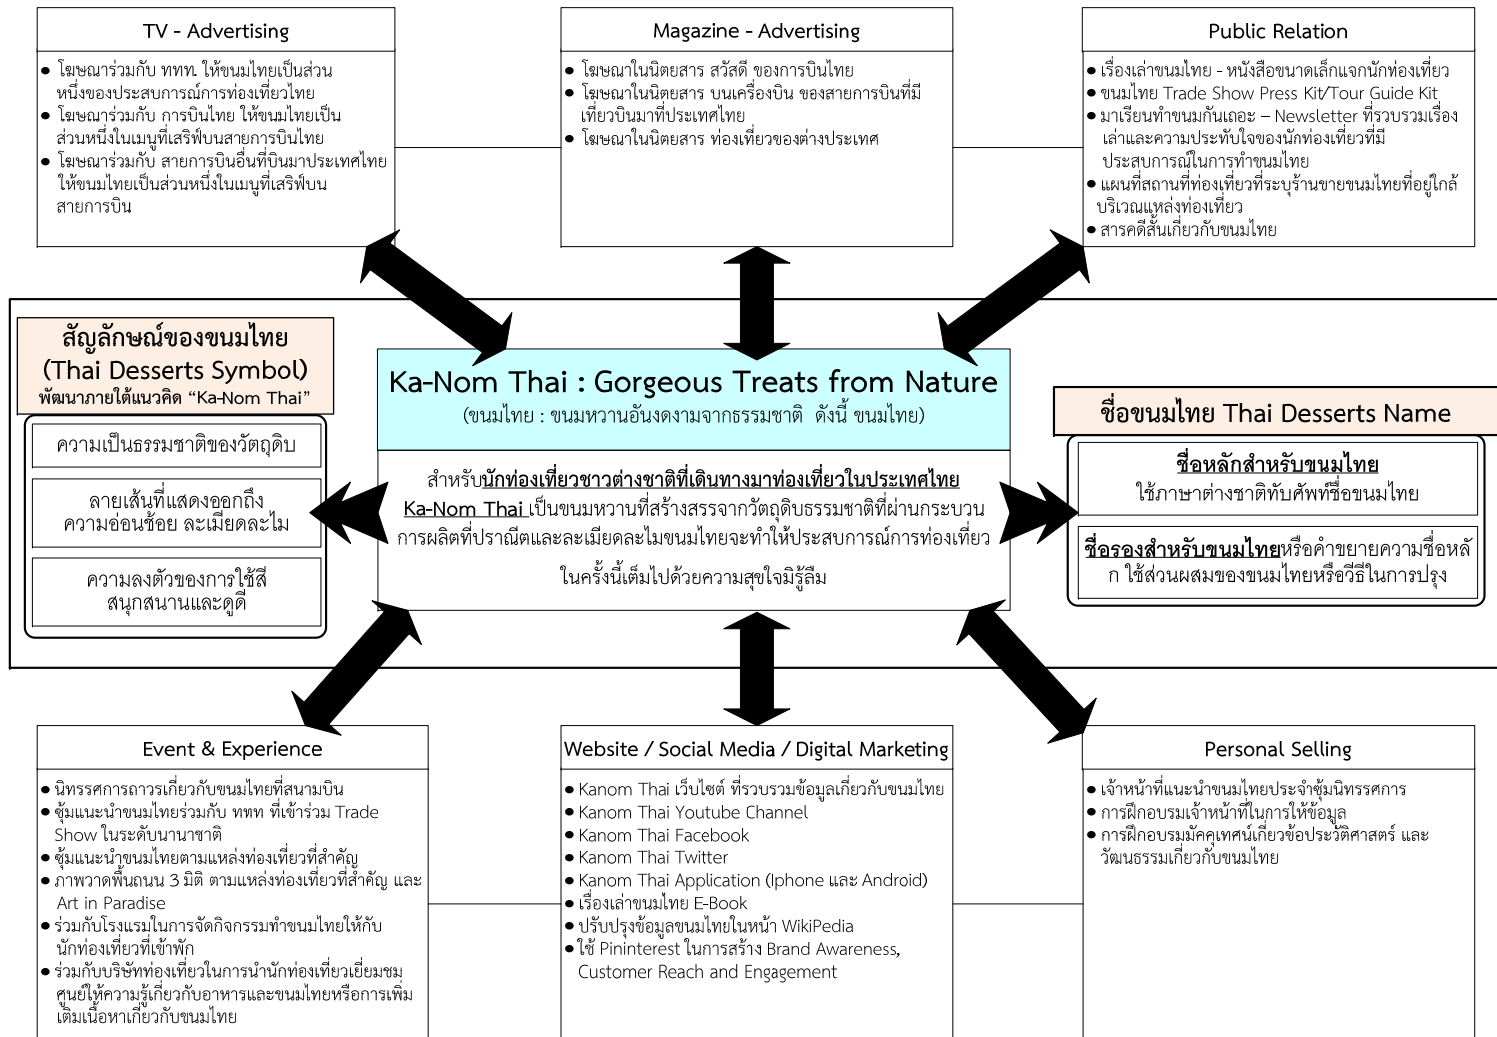 TV - Advertising
● โฆษณาร่วมกับ ททท. ให้ขนมไทยเป็นส่วน
หนึ่งของประสบการณ์การท่องเที่ยวไทย
● โฆษณาร่วมกับ การบินไทย ให้ขนมไทยเป็น
ส่วนหนึ่งในเมนูที่เสริฟ์บนสายการบินไทย
● โฆษณาร่วมกับ สายการบินอื่นที่บินมาประเทศไทย
ให้ขนมไทยเป็นส่วนหนึ่งในเมนูที่เสริฟ์บน
สายการบิน
Magazine - Advertising
● โฆษณาในนิตยสาร สวัสดี ของการบินไทย
● โฆษณาในนิตยสาร บนเครื่องบิน ของสายการบินที่มี
เที่ยวบินมาที่ประเทศไทย
● โฆษณาในนิตยสาร ท่องเที่ยวของต่างประเทศ
Public Relation
● เรื่องเล่าขนมไทย - หนังสือขนาดเล็กแจกนักท่องเที่ยว
● ขนมไทย Trade Show Press Kit/Tour Guide Kit
● มาเรียนทำขนมกันเถอะ – Newsletter ที่รวบรวมเรื่อง
เล่าและความประทับใจของนักท่องเที่ยวที่มี
ประสบการณ์ในการทำขนมไทย
● แผนที่สถานที่ท่องเที่ยวที่ระบุร้านขายขนมไทยที่อยู่ใกล้
บริเวณแหล่งท่องเที่ยว
● สารคดีสั้นเกี่ยวกับขนมไทย
สัญลักษณ์ของขนมไทย
(Thai Desserts Symbol)
พัฒนาภายใต้แนวคิด “Ka-Nom Thai”
ความเป็นธรรมชาติของวัตถุดิบ
ลายเส้นที่แสดงออกถึง
ความอ่อนช้อย ละเมียดละไม
ความลงตัวของการใช้สี
สนุกสนานและดูดี
Ka-Nom Thai : Gorgeous Treats from Nature
(ขนมไทย : ขนมหวานอันงดงามจากธรรมชาติ ดังนี้ ขนมไทย)
สำหรับนักท่องเที่ยวชาวต่างชาติที่เดินทางมาท่องเที่ยวในประเทศไทย
Ka-Nom Thai เป็นขนมหวานที่สร้างสรรจากวัตถุดิบธรรมชาติที่ผ่านกระบวน
การผลิตที่ปราณีตและละเมียดละไมขนมไทยจะทำให้ประสบการณ์การท่องเที่ยว
ในครั้งนี้เต็มไปด้วยความสุขใจมิรู้ลืม
ชื่อขนมไทย Thai Desserts Name
ชื่อหลักสำหรับขนมไทย
ใช้ภาษาต่างชาติทับศัพท์ชื่อขนมไทย
ชื่อรองสำหรับขนมไทยหรือคำขยายความชื่อหลั
ก ใช้ส่วนผสมของขนมไทยหรือวีธีในการปรุง
Event & Experience
● นิทรรศการถาวรเกี่ยวกับขนมไทยที่สนามบิน
● ซุ้มแนะนำขนมไทยร่วมกับ ททท ที่เข้าร่วม Trade
Show ในระดับนานาชาติ
● ซุ้มแนะนำขนมไทยตามแหล่งท่องเที่ยวที่สำคัญ
● ภาพวาดพื้นถนน 3 มิติ ตามแหล่งท่องเที่ยวที่สำคัญ และ
Art in Paradise
● ร่วมกับโรงแรมในการจัดกิจกรรมทำขนมไทยให้กับ
นักท่องเที่ยวที่เข้าพัก
● ร่วมกับบริษัทท่องเที่ยวในการนำนักท่องเที่ยวเยี่ยมชม
ศูนย์ให้ความรู้เกี่ยวกับอาหารและขนมไทยหรือการเพิ่ม
เติมเนื้อหาเกี่ยวกับขนมไทย
Website / Social Media / Digital Marketing
● Kanom Thai เว็บไซต์ ที่รวบรวมข้อมูลเกี่ยวกับขนมไทย
● Kanom Thai Youtube Channel
● Kanom Thai Facebook
● Kanom Thai Twitter
● Kanom Thai Application (Iphone และ Android)
● เรื่องเล่าขนมไทย E-Book
● ปรับปรุงข้อมูลขนมไทยในหน้า WikiPedia
● ใช้ Pininterest ในการสร้าง Brand Awareness,
Customer Reach and Engagement
Personal Selling
● เจ้าหน้าที่แนะนำขนมไทยประจำซุ้มนิทรรศการ
● การฝึกอบรมเจ้าหน้าที่ในการให้ข้อมูล
● การฝึกอบรมมัคคุเทศน์เกี่ยวข้อประวัติศาสตร์ และ
วัฒนธรรมเกี่ยวกับขนมไทย